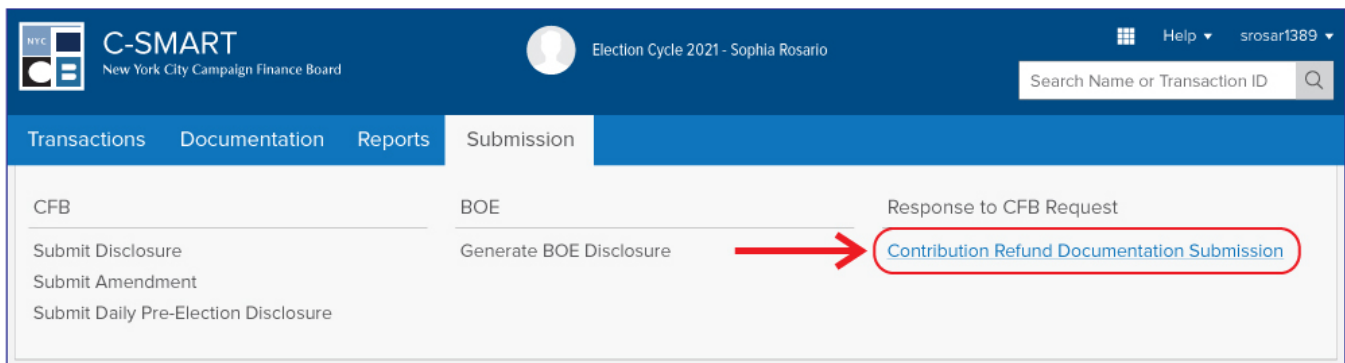 NYC
CB
C-SMART
New York City Campaign Finance Board
Election Cycle 2021 - Sophia Rosario
Help
srosar1389
Search Name or Transaction ID
Transactions Documentation Reports Submission
CFB
Submit Disclosure
Submit Amendment
Submit Daily Pre-Election Disclosure
BOE
Generate BOE Disclosure
Response to CFB Request
Contribution Refund Documentation Submission